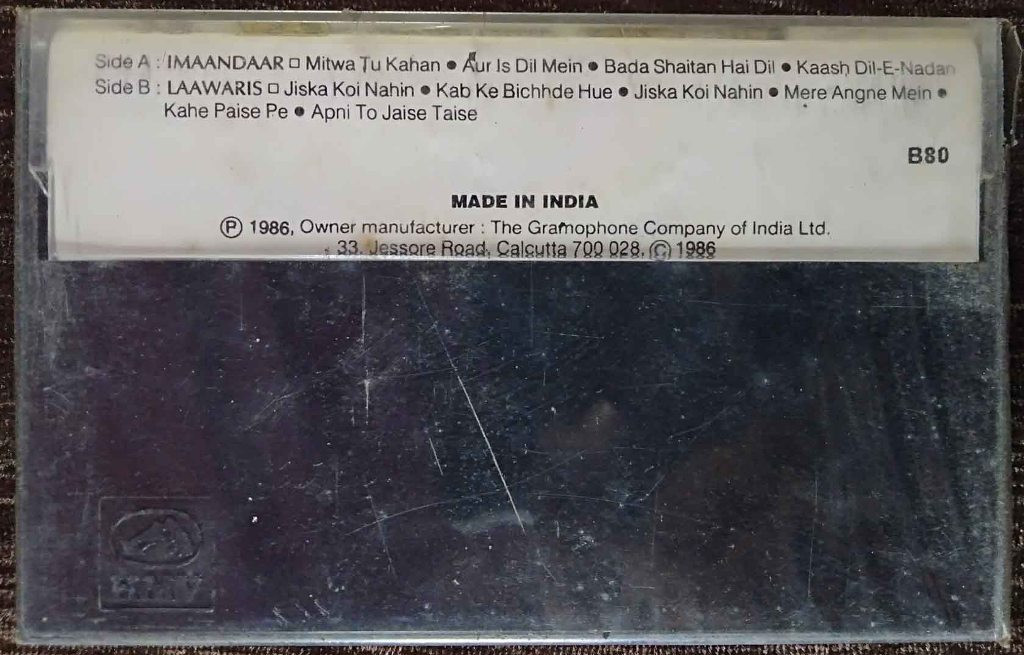 Side A : IMAANDAAR □ Mitwa Tu Kahan ● Aur Is Dil Mein ● Bada Shaitan Hai Dil ● Kaash Dil-E-Nadan
Side B : LAAWARIS □ Jiska Koi Nahin ● Kab Ke Bichhde Hue ● Jiska Koi Nahin ● Mere Angne Mein ●
Kahe Paise Pe ● Apni To Jaise Taise
B80
MADE IN INDIA
℗ 1986, Owner manufacturer : The Gramophone Company of India Ltd.
33, Jessore Road, Calcutta 700 028, © 1986
HMV